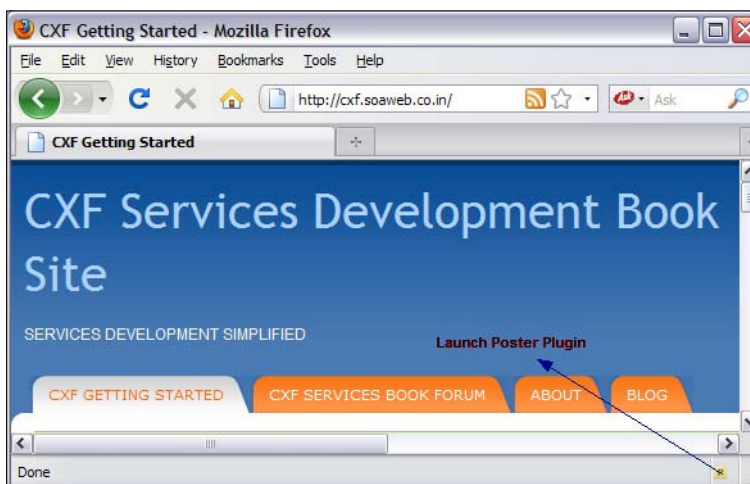 CXF Getting Started - Mozilla Firefox
File Edit View History Bookmarks Tools Help
http://cxf.soaweb.co.in/ Ask
CXF Getting Started
CXF Services Development Book
Site
SERVICES DEVELOPMENT SIMPLIFIED
Launch Poster Plugin
CXF GETTING STARTED CXF SERVICES BOOK FORUM ABOUT BLOG
Done